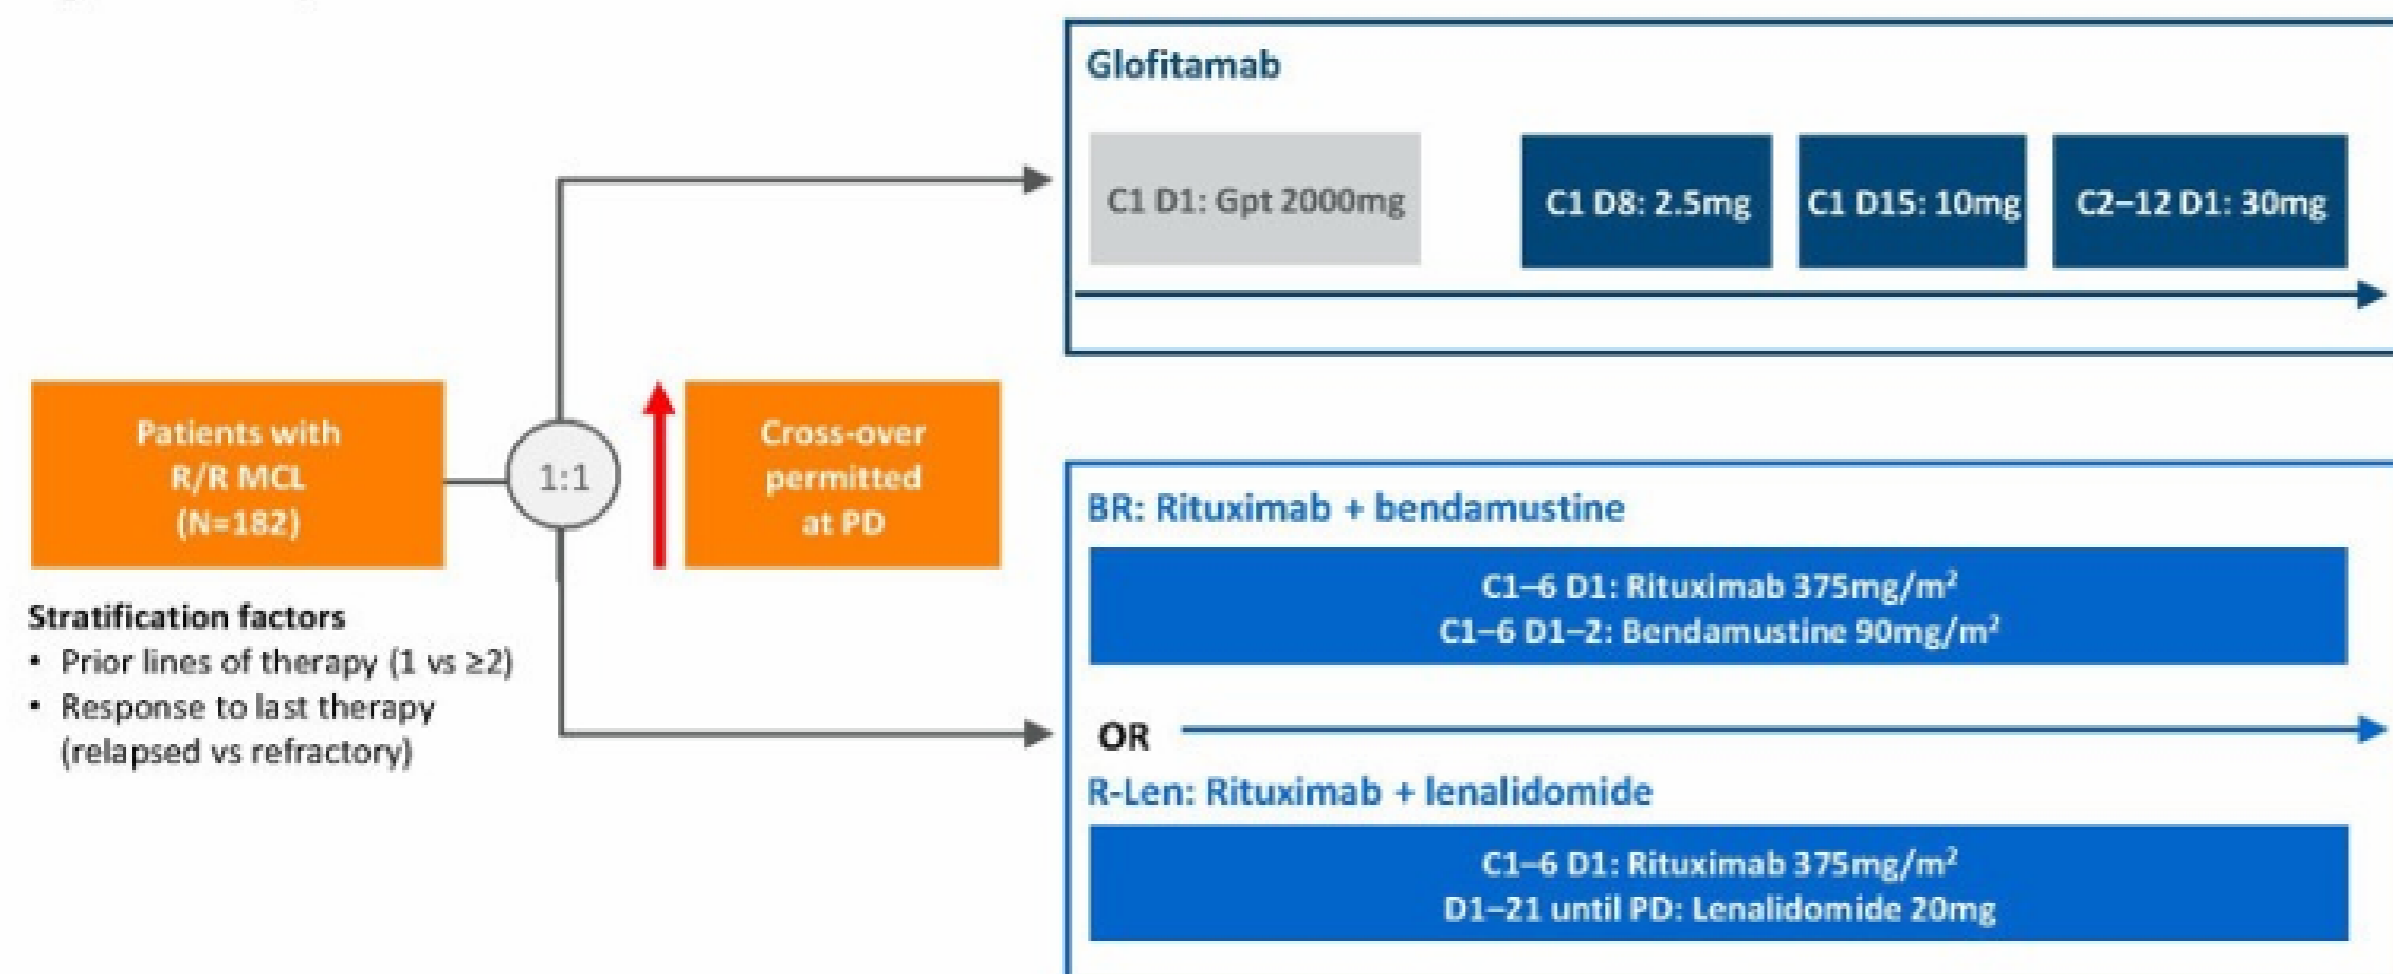 Glofitamab
C1 D1: Gpt 2000mg
C1 D8: 2.5mg
C1 D15: 10mg
C2–12 D1: 30mg
Patients with
R/R MCL
(N=182)
1:1
Cross-over
permitted
at PD
Stratification factors
• Prior lines of therapy (1 vs ≥2)
• Response to last therapy
(relapsed vs refractory)
BR: Rituximab + bendamustine
C1–6 D1: Rituximab 375mg/m²
C1–6 D1–2: Bendamustine 90mg/m²
OR
R-Len: Rituximab + lenalidomide
C1–6 D1: Rituximab 375mg/m²
D1–21 until PD: Lenalidomide 20mg